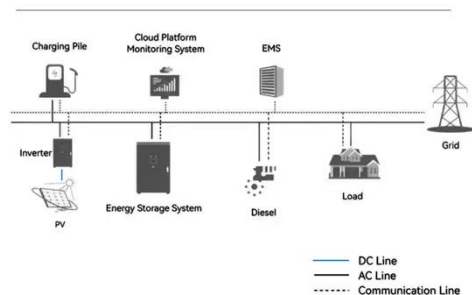 Cloud Platform
Monitoring System
Charging Pile
EMS
Grid
Inverter
Energy Storage System
Diesel
Load
PV
DC Line
AC Line
Communication Line